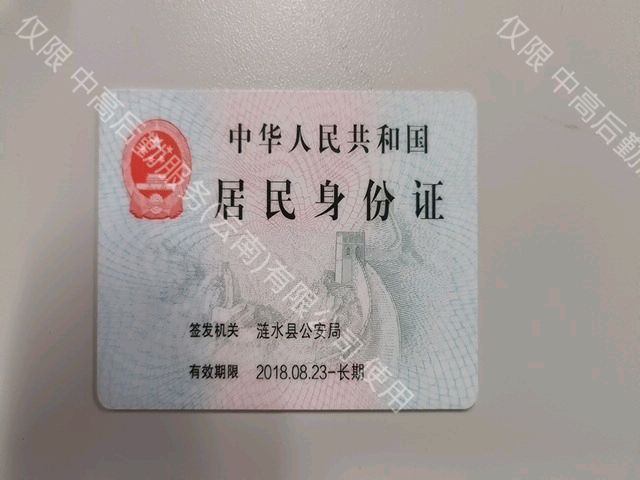 中华人民共和国
居民身份证
签发机关 涟水县公安局
有效期限 2018.08.23-长期
仅限 中高后勤服务(云南)有限公司使用
仅限 中高后勤